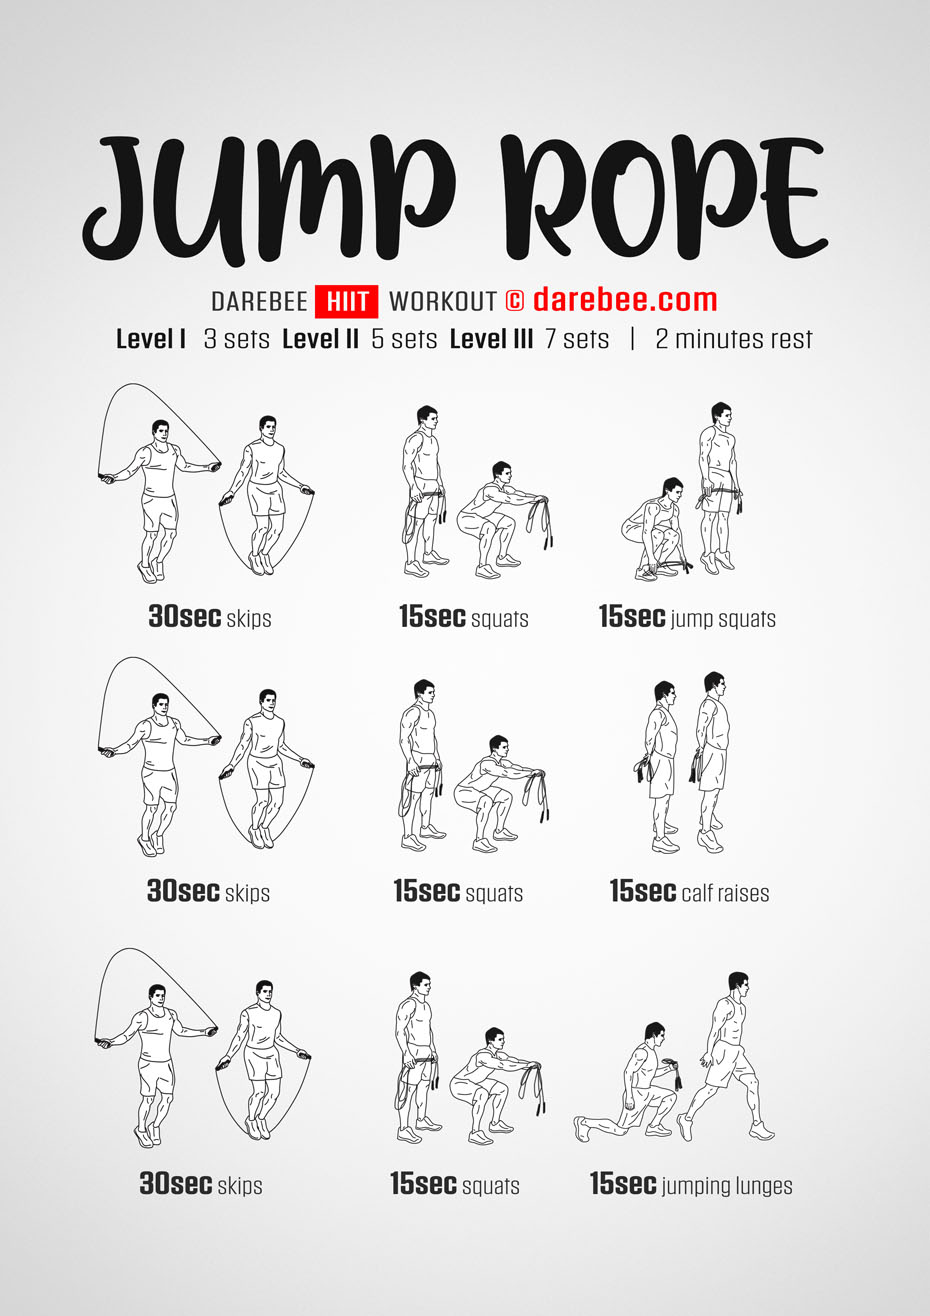 JUMP ROPE
DAREBEE HIIT WORKOUT © darebee.com
Level I 3 sets Level II 5 sets Level III 7 sets | 2 minutes rest
30sec skips 15sec squats 15sec jump squats
30sec skips 15sec squats 15sec calf raises
30sec skips 15sec squats 15sec jumping lunges